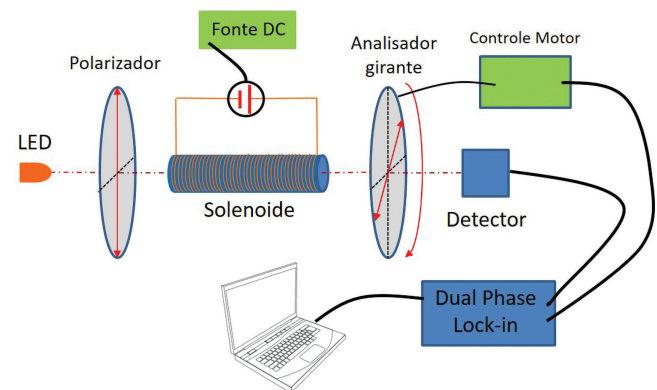 Fonte DC
Polarizador
Analisador
girante
Controle Motor
LED
Solenoide
Detector
Dual Phase
Lock-in